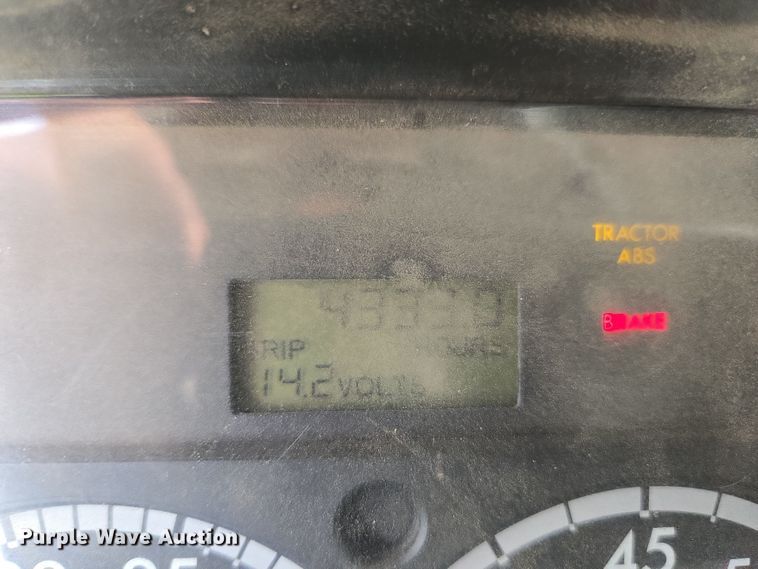 TRACTOR
ABS
BRAKE
TRIP HOURS
14.2 VOLTS
45
Purple Wave Auction